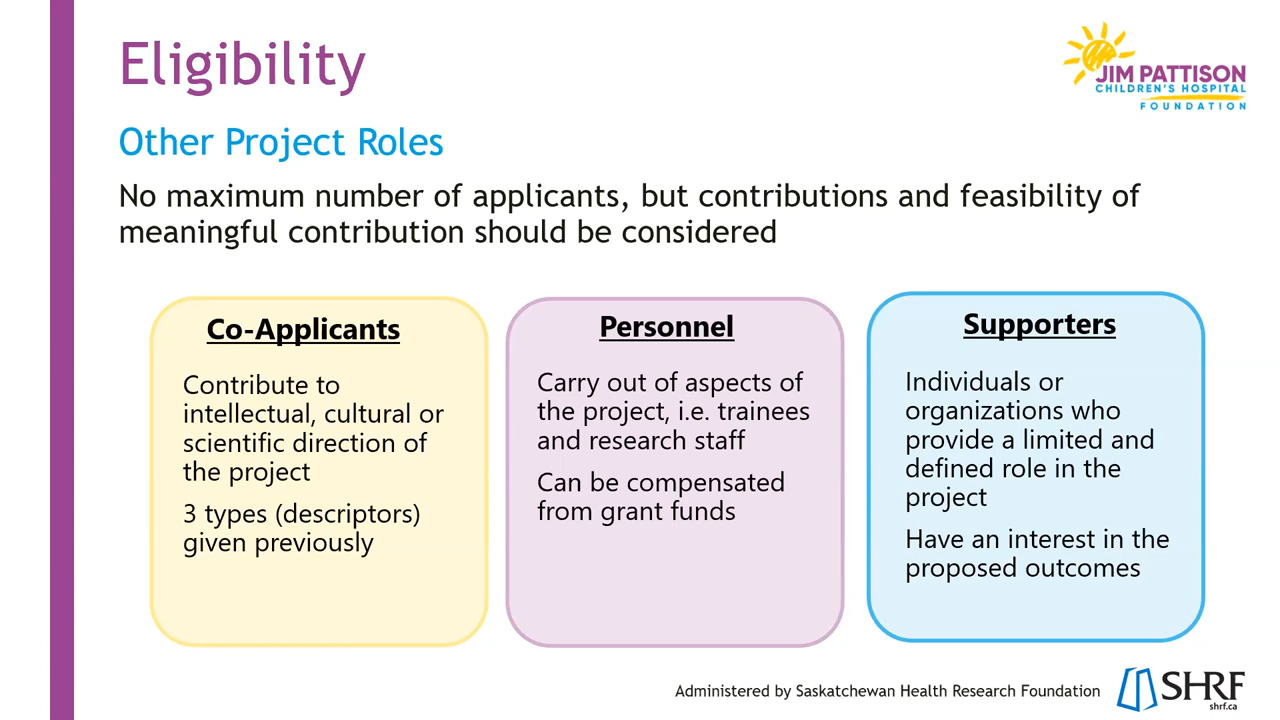 Eligibility
JIM PATTISON
CHILDREN'S HOSPITAL
FOUNDATION
Other Project Roles
No maximum number of applicants, but contributions and feasibility of
meaningful contribution should be considered
Co-Applicants
Contribute to
intellectual, cultural or
scientific direction of
the project
3 types (descriptors)
given previously
Personnel
Carry out of aspects of
the project, i.e. trainees
and research staff
Can be compensated
from grant funds
Supporters
Individuals or
organizations who
provide a limited and
defined role in the
project
Have an interest in the
proposed outcomes
Administered by Saskatchewan Health Research Foundation
SHRF
shrf.ca